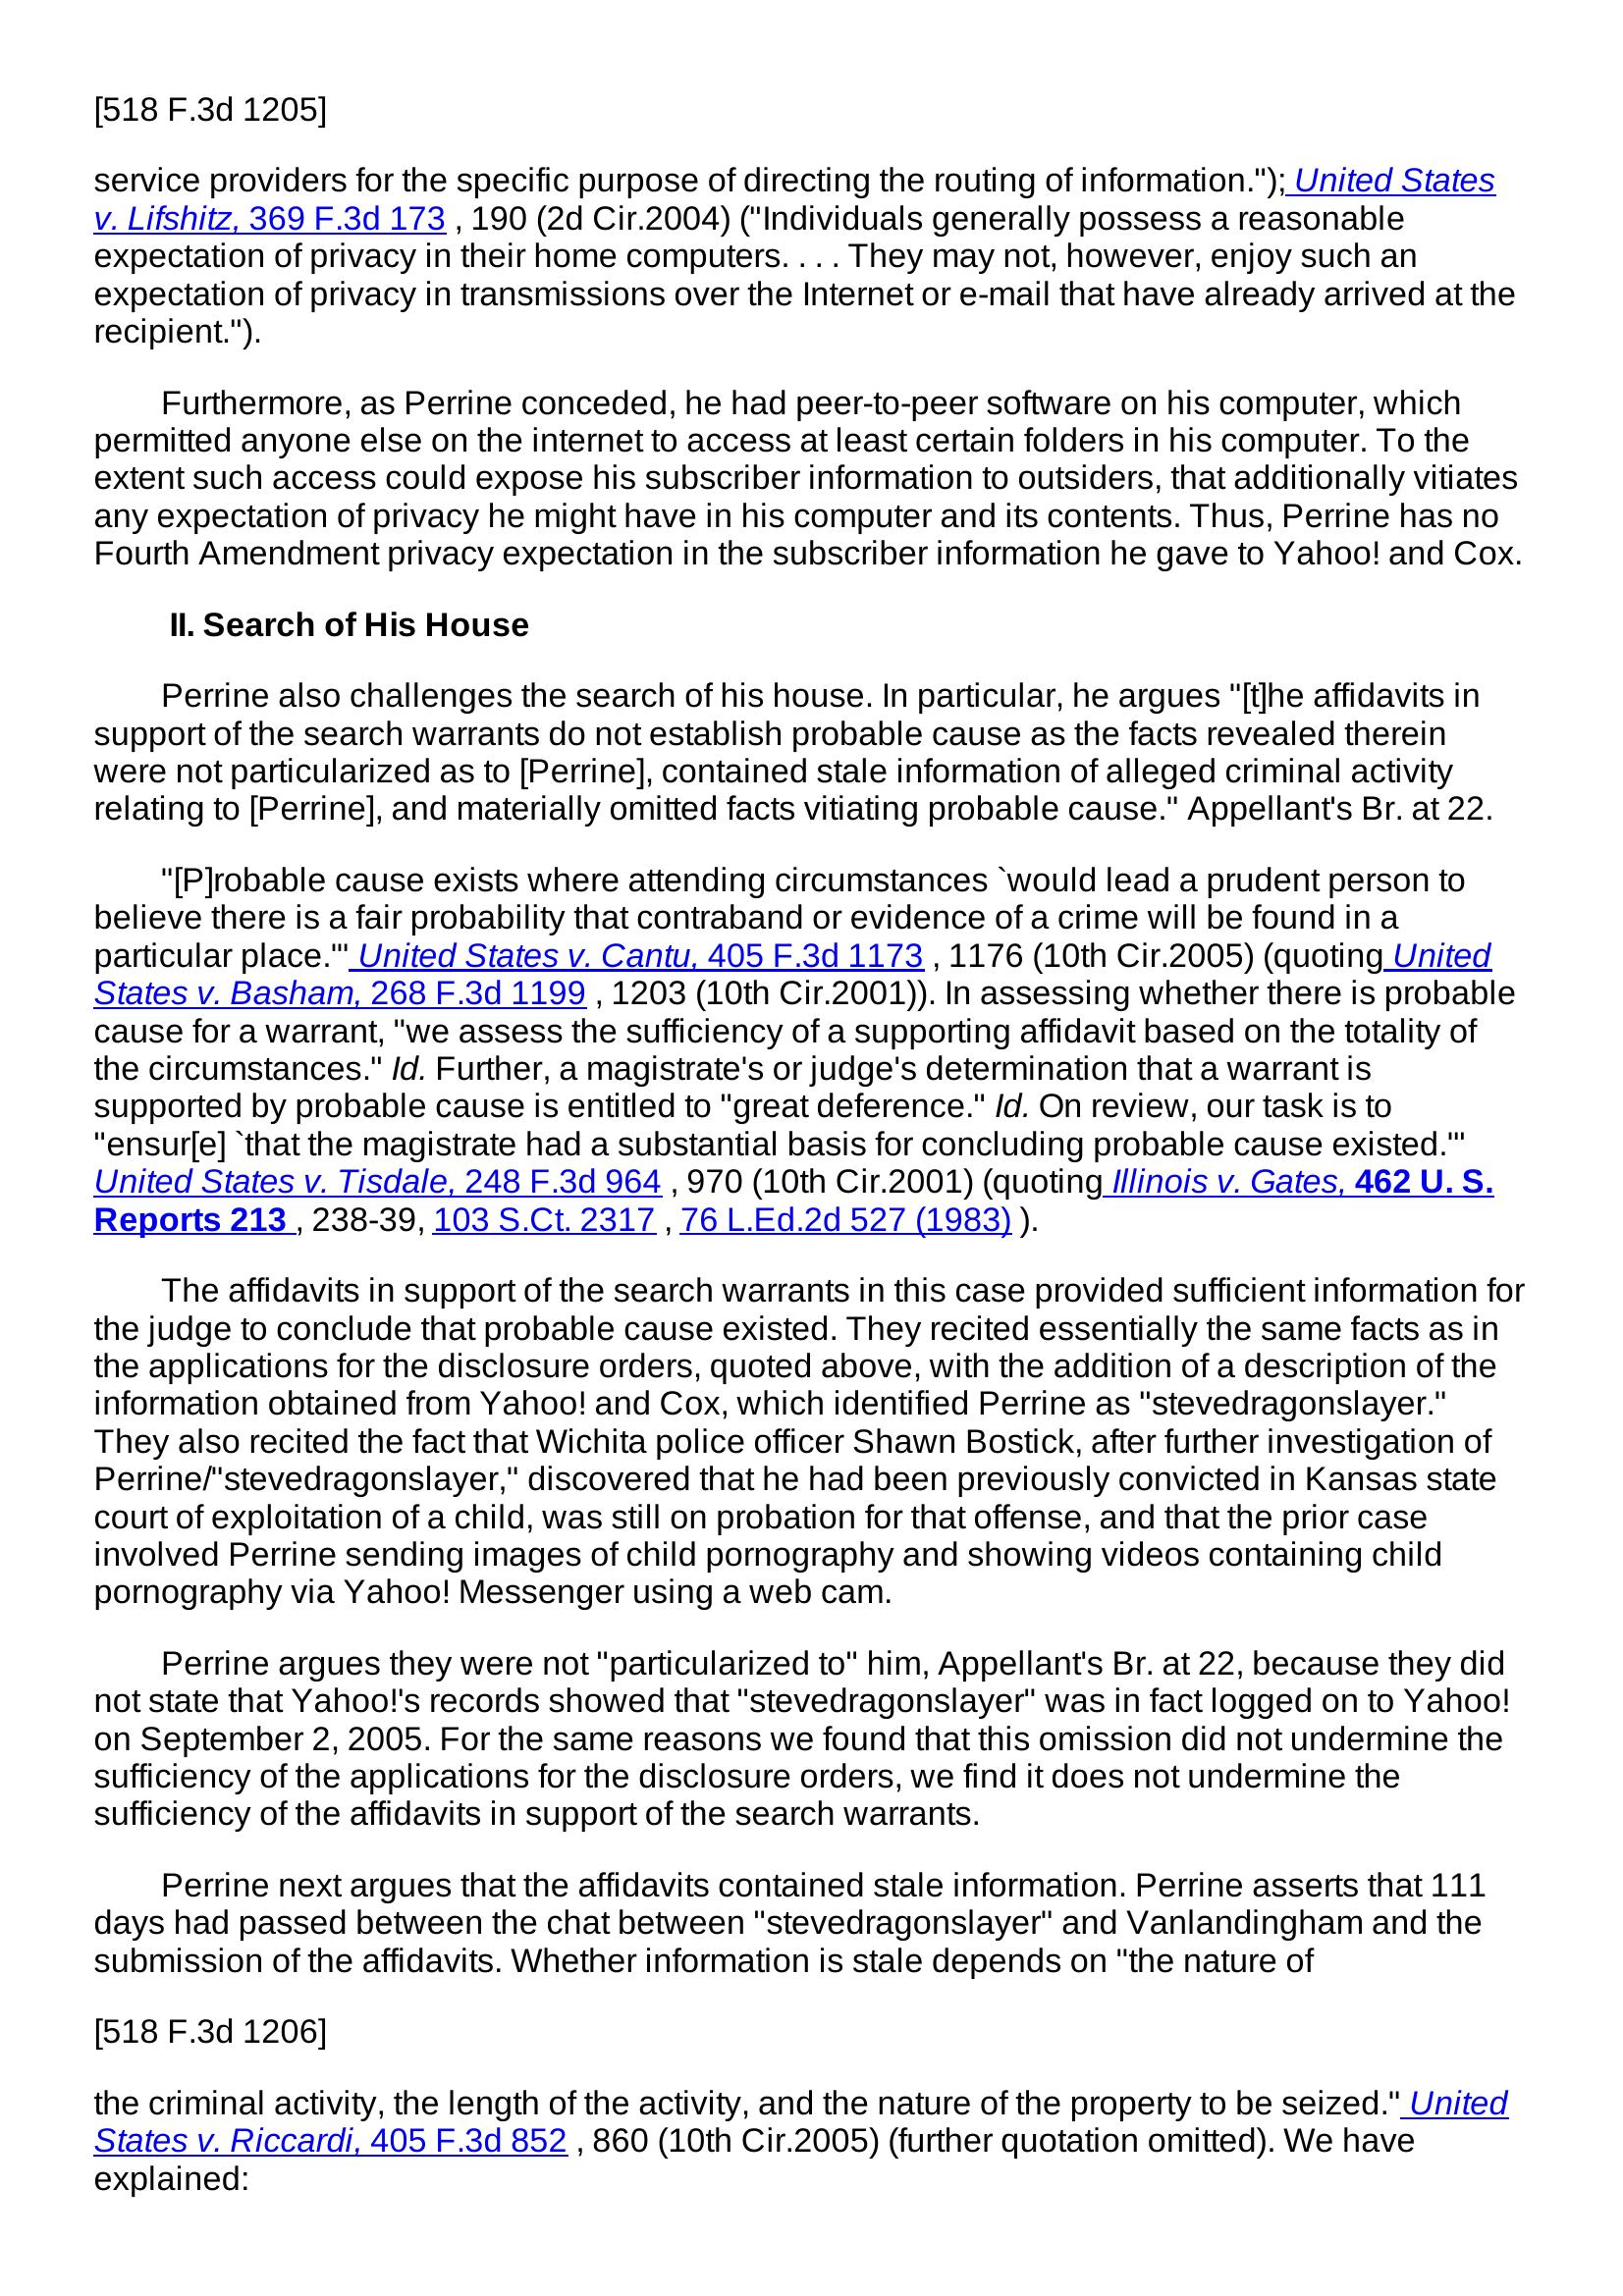 [518 F.3d 1205]
service providers for the specific purpose of directing the routing of information."); United States
v. Lifshitz, 369 F.3d 173 , 190 (2d Cir.2004) ("Individuals generally possess a reasonable
expectation of privacy in their home computers. . . . They may not, however, enjoy such an
expectation of privacy in transmissions over the Internet or e-mail that have already arrived at the
recipient.").
Furthermore, as Perrine conceded, he had peer-to-peer software on his computer, which
permitted anyone else on the internet to access at least certain folders in his computer. To the
extent such access could expose his subscriber information to outsiders, that additionally vitiates
any expectation of privacy he might have in his computer and its contents. Thus, Perrine has no
Fourth Amendment privacy expectation in the subscriber information he gave to Yahoo! and Cox.
II. Search of His House
Perrine also challenges the search of his house. In particular, he argues "[t]he affidavits in
support of the search warrants do not establish probable cause as the facts revealed therein
were not particularized as to [Perrine], contained stale information of alleged criminal activity
relating to [Perrine], and materially omitted facts vitiating probable cause." Appellant's Br. at 22.
"[P]robable cause exists where attending circumstances `would lead a prudent person to
believe there is a fair probability that contraband or evidence of a crime will be found in a
particular place.'" United States v. Cantu, 405 F.3d 1173 , 1176 (10th Cir.2005) (quoting United
States v. Basham, 268 F.3d 1199 , 1203 (10th Cir.2001)). In assessing whether there is probable
cause for a warrant, "we assess the sufficiency of a supporting affidavit based on the totality of
the circumstances." Id. Further, a magistrate's or judge's determination that a warrant is
supported by probable cause is entitled to "great deference." Id. On review, our task is to
"ensur[e] `that the magistrate had a substantial basis for concluding probable cause existed.'"
United States v. Tisdale, 248 F.3d 964 , 970 (10th Cir.2001) (quoting Illinois v. Gates, 462 U. S.
Reports 213 , 238-39, 103 S.Ct. 2317 , 76 L.Ed.2d 527 (1983) ).
The affidavits in support of the search warrants in this case provided sufficient information for
the judge to conclude that probable cause existed. They recited essentially the same facts as in
the applications for the disclosure orders, quoted above, with the addition of a description of the
information obtained from Yahoo! and Cox, which identified Perrine as "stevedragonslayer."
They also recited the fact that Wichita police officer Shawn Bostick, after further investigation of
Perrine/"stevedragonslayer," discovered that he had been previously convicted in Kansas state
court of exploitation of a child, was still on probation for that offense, and that the prior case
involved Perrine sending images of child pornography and showing videos containing child
pornography via Yahoo! Messenger using a web cam.
Perrine argues they were not "particularized to" him, Appellant's Br. at 22, because they did
not state that Yahoo!'s records showed that "stevedragonslayer" was in fact logged on to Yahoo!
on September 2, 2005. For the same reasons we found that this omission did not undermine the
sufficiency of the applications for the disclosure orders, we find it does not undermine the
sufficiency of the affidavits in support of the search warrants.
Perrine next argues that the affidavits contained stale information. Perrine asserts that 111
days had passed between the chat between "stevedragonslayer" and Vanlandingham and the
submission of the affidavits. Whether information is stale depends on "the nature of
[518 F.3d 1206]
the criminal activity, the length of the activity, and the nature of the property to be seized." United
States v. Riccardi, 405 F.3d 852 , 860 (10th Cir.2005) (further quotation omitted). We have
explained: